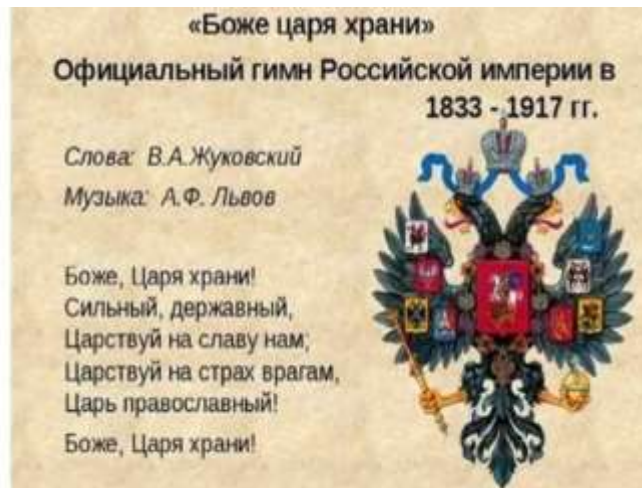 «Боже царя храни»
Официальный гимн Российской империи в
1833 - 1917 гг.
Слова: В.А.Жуковский
Музыка: А.Ф. Львов
Боже, Царя храни!
Сильный, державный,
Царствуй на славу нам;
Царствуй на страх врагам,
Царь православный!
Боже, Царя храни!